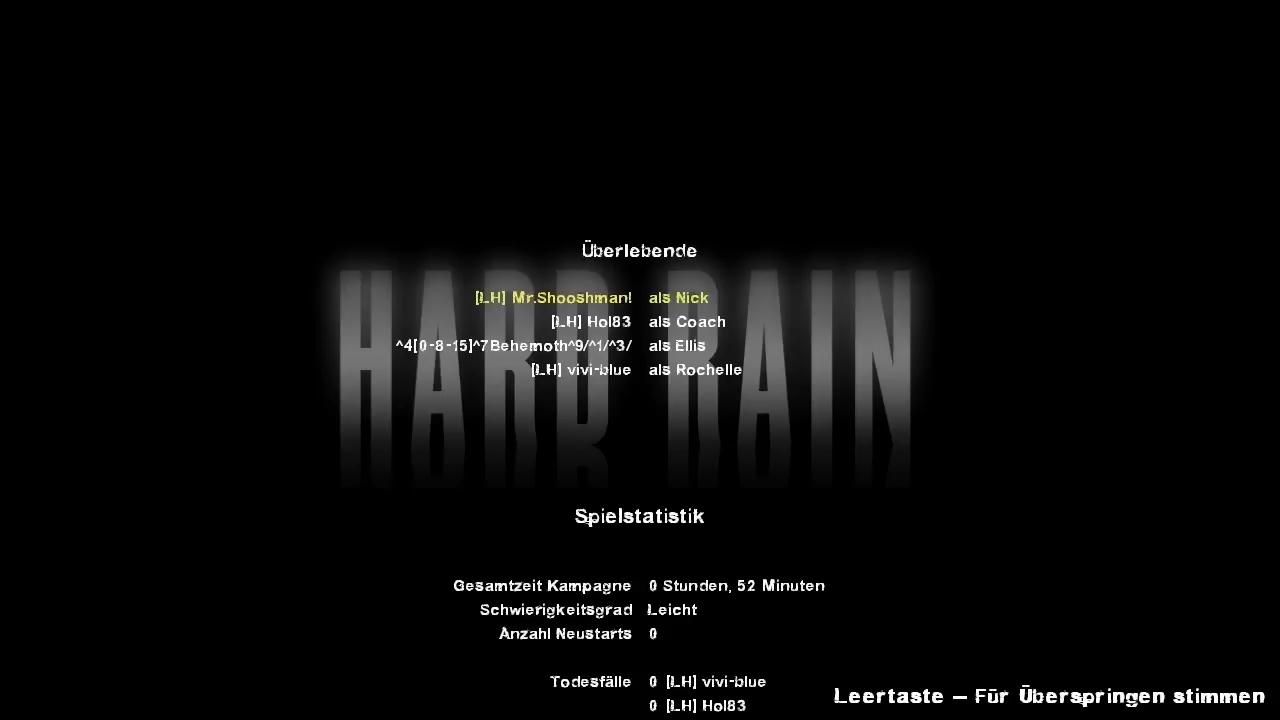 HARD RAIN
Überlebende
[LH] Mr.Shooshman! als Nick
[LH] Hol83 als Coach
^4[0-8-15]^7Behemoth^9/^1/^3/ als Ellis
[LH] vivi-blue als Rochelle
Spielstatistik
Gesamtzeit Kampagne 0 Stunden, 52 Minuten
Schwierigkeitsgrad Leicht
Anzahl Neustarts 0
Todesfälle 0 [LH] vivi-blue
0 [LH] Hol83
Leertaste – Für Überspringen stimmen